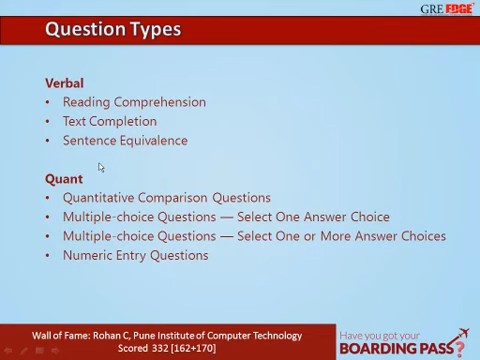 GRE EDGE
Question Types
Verbal
• Reading Comprehension
• Text Completion
• Sentence Equivalence
Quant
• Quantitative Comparison Questions
• Multiple-choice Questions — Select One Answer Choice
• Multiple-choice Questions — Select One or More Answer Choices
• Numeric Entry Questions
Wall of Fame: Rohan C, Pune Institute of Computer Technology
Scored 332 [162+170]
Have you got your
BOARDING PASS?